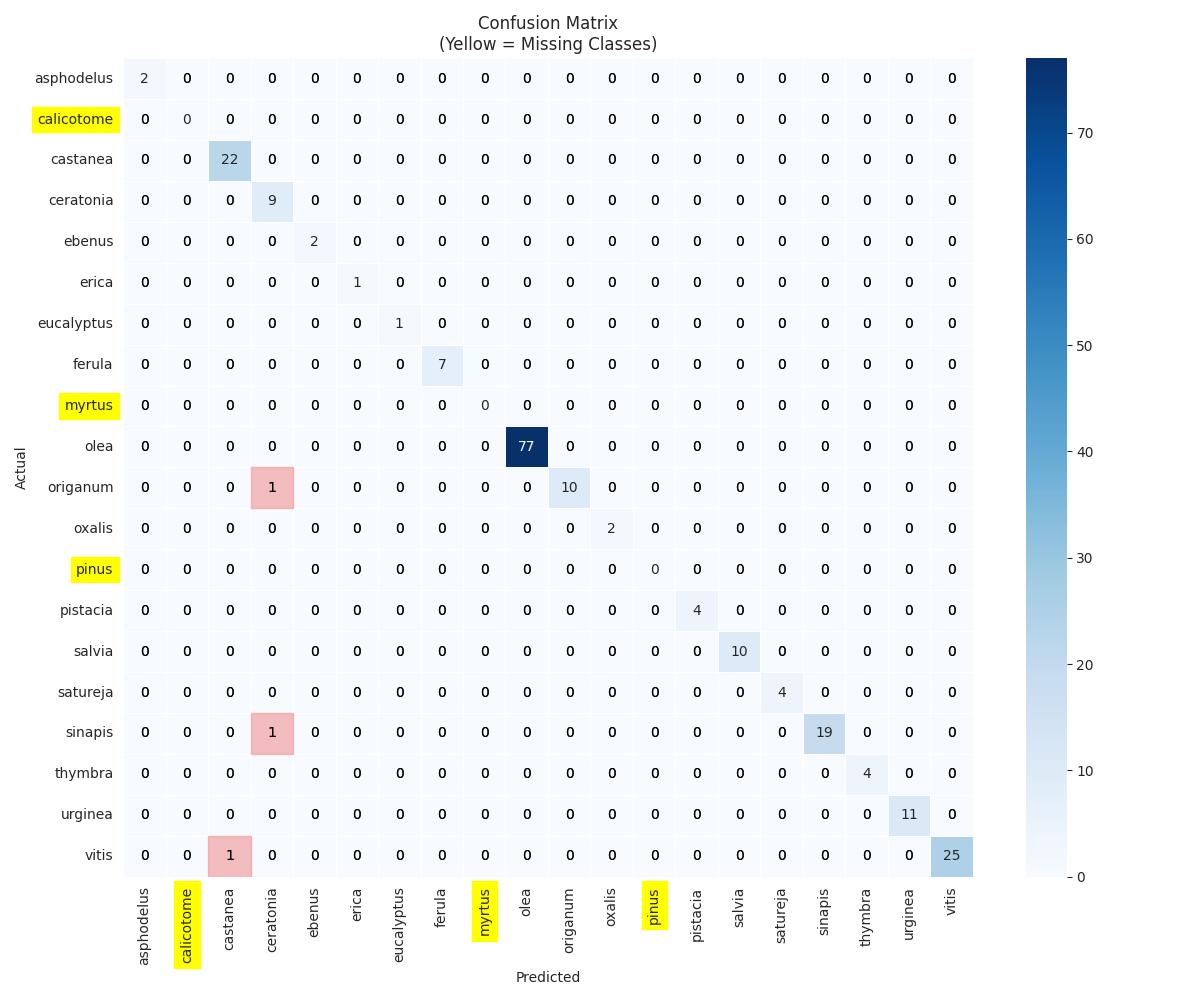 Confusion Matrix
(Yellow = Missing Classes)
asphodelus 2 0 0 0 0 0 0 0 0 0 0 0 0 0 0 0 0 0 0 0
calicotome 0 0 0 0 0 0 0 0 0 0 0 0 0 0 0 0 0 0 0 0
castanea 0 0 22 0 0 0 0 0 0 0 0 0 0 0 0 0 0 0 0 0
ceratonia 0 0 0 9 0 0 0 0 0 0 0 0 0 0 0 0 0 0 0 0
ebenus 0 0 0 0 2 0 0 0 0 0 0 0 0 0 0 0 0 0 0 0
erica 0 0 0 0 0 1 0 0 0 0 0 0 0 0 0 0 0 0 0 0
eucalyptus 0 0 0 0 0 0 1 0 0 0 0 0 0 0 0 0 0 0 0 0
ferula 0 0 0 0 0 0 0 7 0 0 0 0 0 0 0 0 0 0 0 0
myrtus 0 0 0 0 0 0 0 0 0 0 0 0 0 0 0 0 0 0 0 0
olea 0 0 0 0 0 0 0 0 0 77 0 0 0 0 0 0 0 0 0 0
origanum 0 0 0 1 0 0 0 0 0 0 10 0 0 0 0 0 0 0 0 0
oxalis 0 0 0 0 0 0 0 0 0 0 0 2 0 0 0 0 0 0 0 0
pinus 0 0 0 0 0 0 0 0 0 0 0 0 0 0 0 0 0 0 0 0
pistacia 0 0 0 0 0 0 0 0 0 0 0 0 0 4 0 0 0 0 0 0
salvia 0 0 0 0 0 0 0 0 0 0 0 0 0 0 10 0 0 0 0 0
satureja 0 0 0 0 0 0 0 0 0 0 0 0 0 0 0 4 0 0 0 0
sinapis 0 0 0 1 0 0 0 0 0 0 0 0 0 0 0 0 19 0 0 0
thymbra 0 0 0 0 0 0 0 0 0 0 0 0 0 0 0 0 0 4 0 0
urginea 0 0 0 0 0 0 0 0 0 0 0 0 0 0 0 0 0 0 11 0
vitis 0 0 1 0 0 0 0 0 0 0 0 0 0 0 0 0 0 0 0 25
Actual
asphodelus calicotome castanea ceratonia ebenus erica eucalyptus ferula myrtus olea origanum oxalis pinus pistacia salvia satureja sinapis thymbra urginea vitis
Predicted
70
60
50
40
30
20
10
0